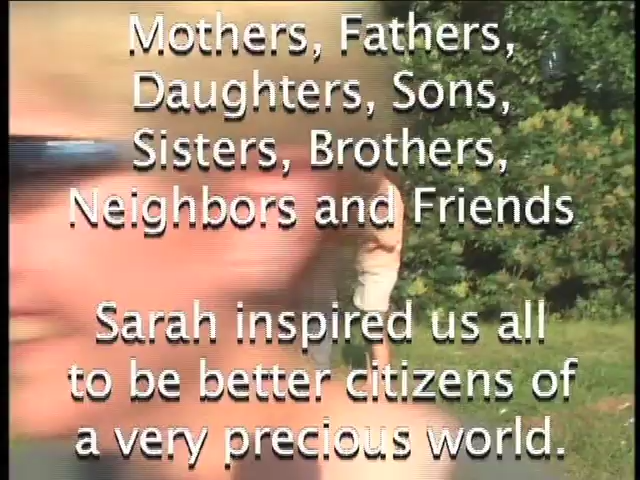 Mothers, Fathers,
Daughters, Sons,
Sisters, Brothers,
Neighbors and Friends
Sarah inspired us all
to be better citizens of
a very precious world.